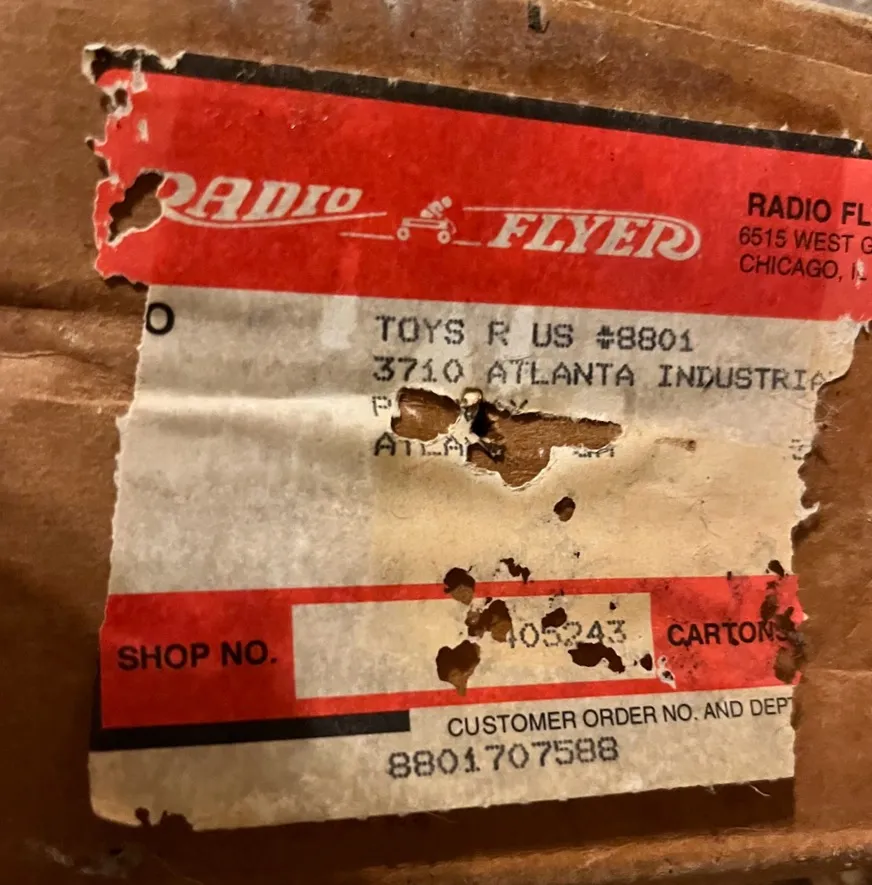 RADIO FLYER
RADIO FL
6515 WEST G
CHICAGO, IL
O
TOYS R US #8801
3710 ATLANTA INDUSTRIA
SHOP NO.
405243
CARTONS
CUSTOMER ORDER NO. AND DEPT
8801707588